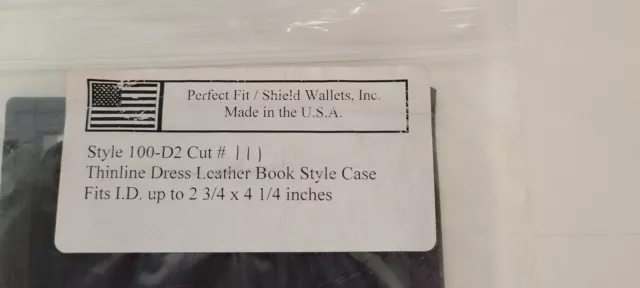 Perfect Fit / Shield Wallets, Inc.
Made in the U.S.A.
Style 100-D2 Cut # 111
Thinline Dress Leather Book Style Case
Fits I.D. up to 2 3/4 x 4 1/4 inches